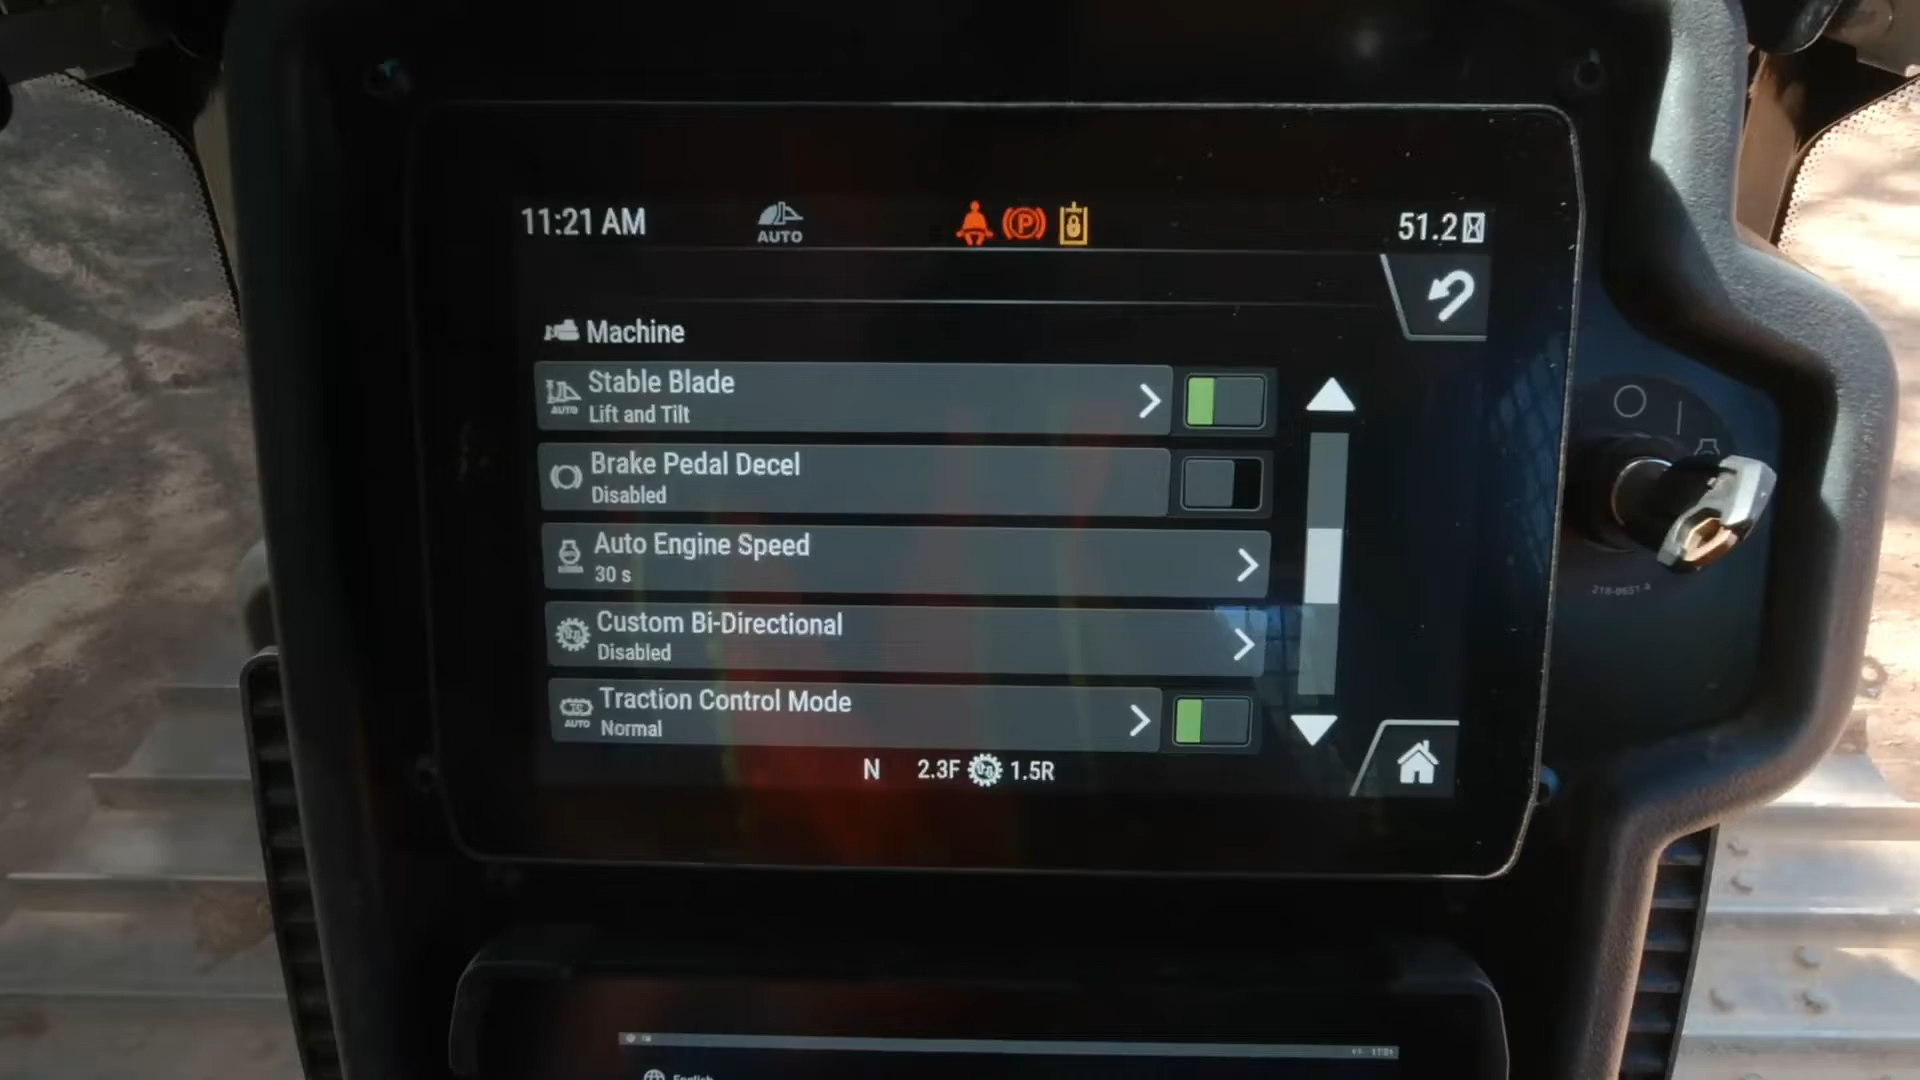 11:21 AM
AUTO
P
51.2
Machine
Stable Blade
AUTO
Lift and Tilt
Brake Pedal Decel
Disabled
Auto Engine Speed
30 s
Custom Bi-Directional
Disabled
Traction Control Mode
AUTO
Normal
N 2.3F 1.5R
English